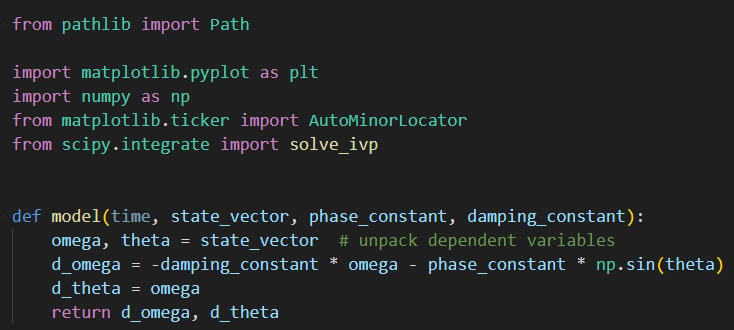 from pathlib import Path

import matplotlib.pyplot as plt
import numpy as np
from matplotlib.ticker import AutoMinorLocator
from scipy.integrate import solve_ivp


def model(time, state_vector, phase_constant, damping_constant):
    omega, theta = state_vector  # unpack dependent variables
    d_omega = -damping_constant * omega - phase_constant * np.sin(theta)
    d_theta = omega
    return d_omega, d_theta